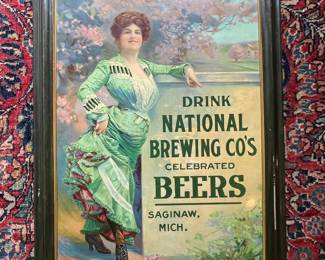 DRINK
NATIONAL
BREWING CO'S
CELEBRATED
BEERS
SAGINAW,
MICH.